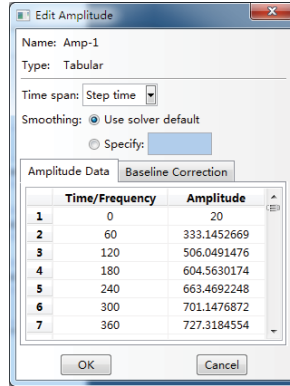 Edit Amplitude
Name: Amp-1
Type: Tabular
Time span: Step time
Smoothing: Use solver default
Specify:
Amplitude Data Baseline Correction
Time/Frequency Amplitude
1 0 20
2 60 333.1452669
3 120 506.0491476
4 180 604.5630174
5 240 663.4692248
6 300 701.1476872
7 360 727.3184554
OK Cancel